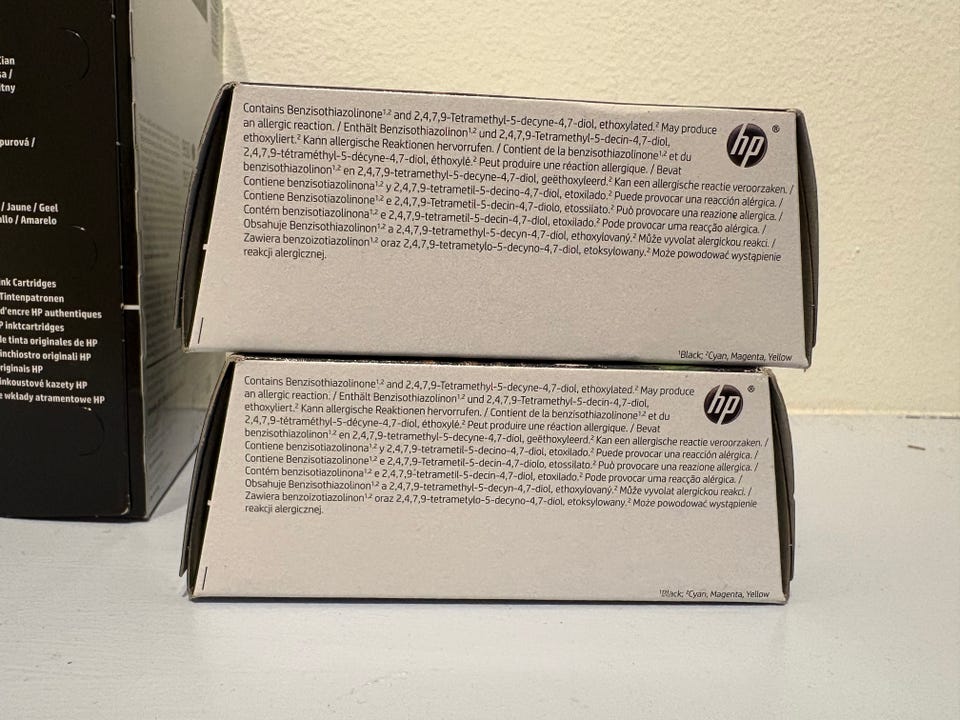 ian
sa /
itny
purová /
/ Jaune / Geel
allo / Amarelo
ink Cartridges
Tintenpatronen
d'encre HP authentiques
P inktcartridges
de tinta originales de HP
inchiostro originali HP
originais HP
inkoustové kazety HP
e wkłady atramentowe HP
Contains Benzisothiazolinone¹,² and 2,4,7,9-Tetramethyl-5-decyne-4,7-diol, ethoxylated.² May produce
an allergic reaction. / Enthält Benzisothiazolinon¹,² und 2,4,7,9-Tetramethyl-5-decin-4,7-diol,
ethoxyliert.² Kann allergische Reaktionen hervorrufen. / Contient de la benzisothiazolinone¹,² et du
2,4,7,9-tétraméthyl-5-décyne-4,7-diol, éthoxylé.² Peut produire une réaction allergique. / Bevat
benzisothiazolinon¹,² en 2,4,7,9-tetramethyl-5-decyne-4,7-diol, geëthoxyleerd.² Kan een allergische reactie veroorzaken. /
Contiene benzisotiazolinona¹,² y 2,4,7,9-tetrametil-5-decino-4,7-diol, etoxilado.² Puede provocar una reacción alérgica. /
Contiene Benzisotiazolinone¹,² e 2,4,7,9-Tetrametil-5-decin-4,7-diolo, etossilato.² Può provocare una reazione allergica. /
Contém benzisotiazolinona¹,² e 2,4,7,9-tetrametil-5-decino-4,7-diol, etoxilado.² Pode provocar uma reacção alérgica. /
Obsahuje Benzisothiazolinon¹,² a 2,4,7,9-tetramethyl-5-decyn-4,7-diol, ethoxylovaný.² Může vyvolat alergickou reakci. /
Zawiera benzoizotiazolinon¹,² oraz 2,4,7,9-tetrametylo-5-decyno-4,7-diol, etoksylowany.² Może powodować wystąpienie
reakcji alergicznej.
hp ®
¹Black; ²Cyan, Magenta, Yellow
Contains Benzisothiazolinone¹,² and 2,4,7,9-Tetramethyl-5-decyne-4,7-diol, ethoxylated.² May produce
an allergic reaction. / Enthält Benzisothiazolinon¹,² und 2,4,7,9-Tetramethyl-5-decin-4,7-diol,
ethoxyliert.² Kann allergische Reaktionen hervorrufen. / Contient de la benzisothiazolinone¹,² et du
2,4,7,9-tétraméthyl-5-décyne-4,7-diol, éthoxylé.² Peut produire une réaction allergique. / Bevat
benzisothiazolinon¹,² en 2,4,7,9-tetramethyl-5-decyne-4,7-diol, geëthoxyleerd.² Kan een allergische reactie veroorzaken. /
Contiene benzisotiazolinona¹,² y 2,4,7,9-tetrametil-5-decino-4,7-diol, etoxilado.² Puede provocar una reacción alérgica. /
Contiene Benzisotiazolinone¹,² e 2,4,7,9-Tetrametil-5-decin-4,7-diolo, etossilato.² Può provocare una reazione allergica. /
Contém benzisotiazolinona¹,² e 2,4,7,9-tetrametil-5-decino-4,7-diol, etoxilado.² Pode provocar uma reacção alérgica. /
Obsahuje Benzisothiazolinon¹,² a 2,4,7,9-tetramethyl-5-decyn-4,7-diol, ethoxylovaný.² Může vyvolat alergickou reakci. /
Zawiera benzoizotiazolinon¹,² oraz 2,4,7,9-tetrametylo-5-decyno-4,7-diol, etoksylowany.² Może powodować wystąpienie
reakcji alergicznej.
hp ®
¹Black; ²Cyan, Magenta, Yellow